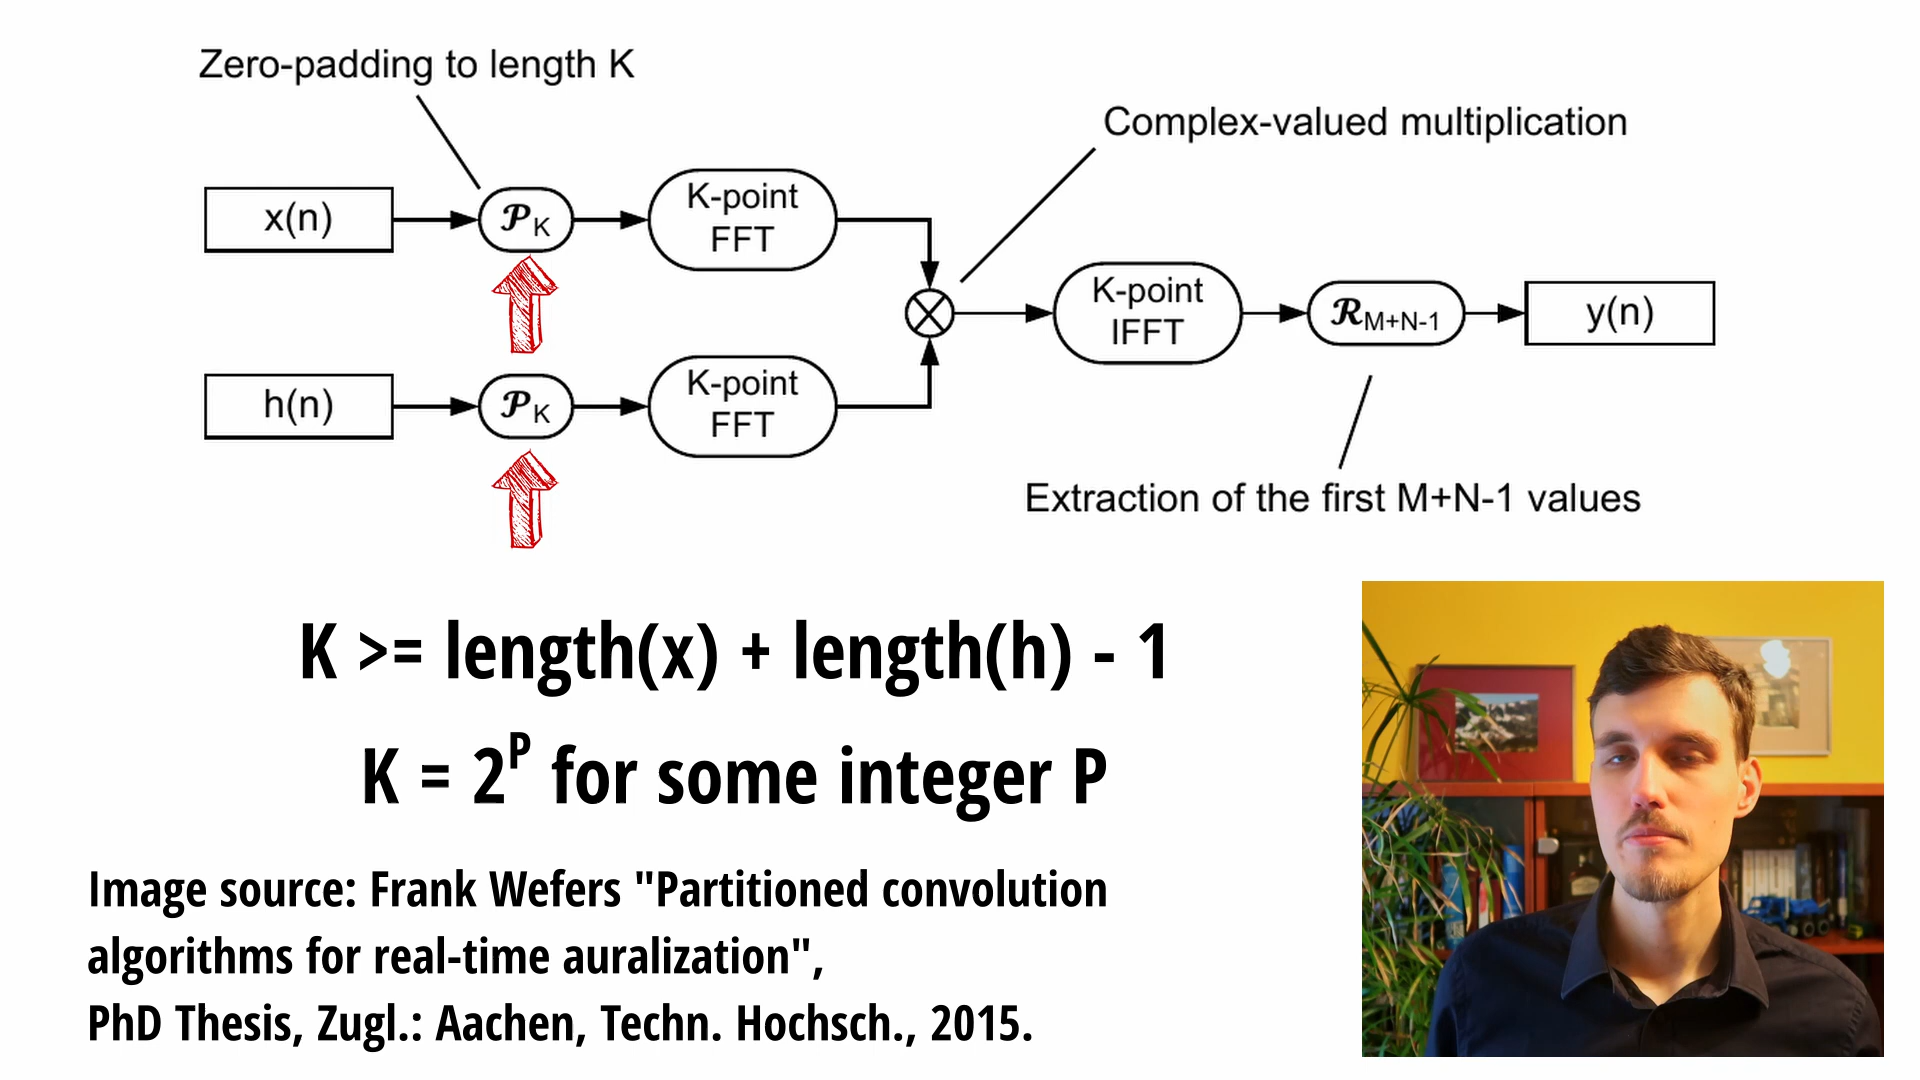 Zero-padding to length K
Complex-valued multiplication
x(n)
𝓟K
K-point
FFT
K-point
IFFT
𝓡M+N-1
y(n)
h(n)
𝓟K
K-point
FFT
Extraction of the first M+N-1 values
K >= length(x) + length(h) - 1
K = 2^P for some integer P
Image source: Frank Wefers "Partitioned convolution
algorithms for real-time auralization",
PhD Thesis, Zugl.: Aachen, Techn. Hochsch., 2015.